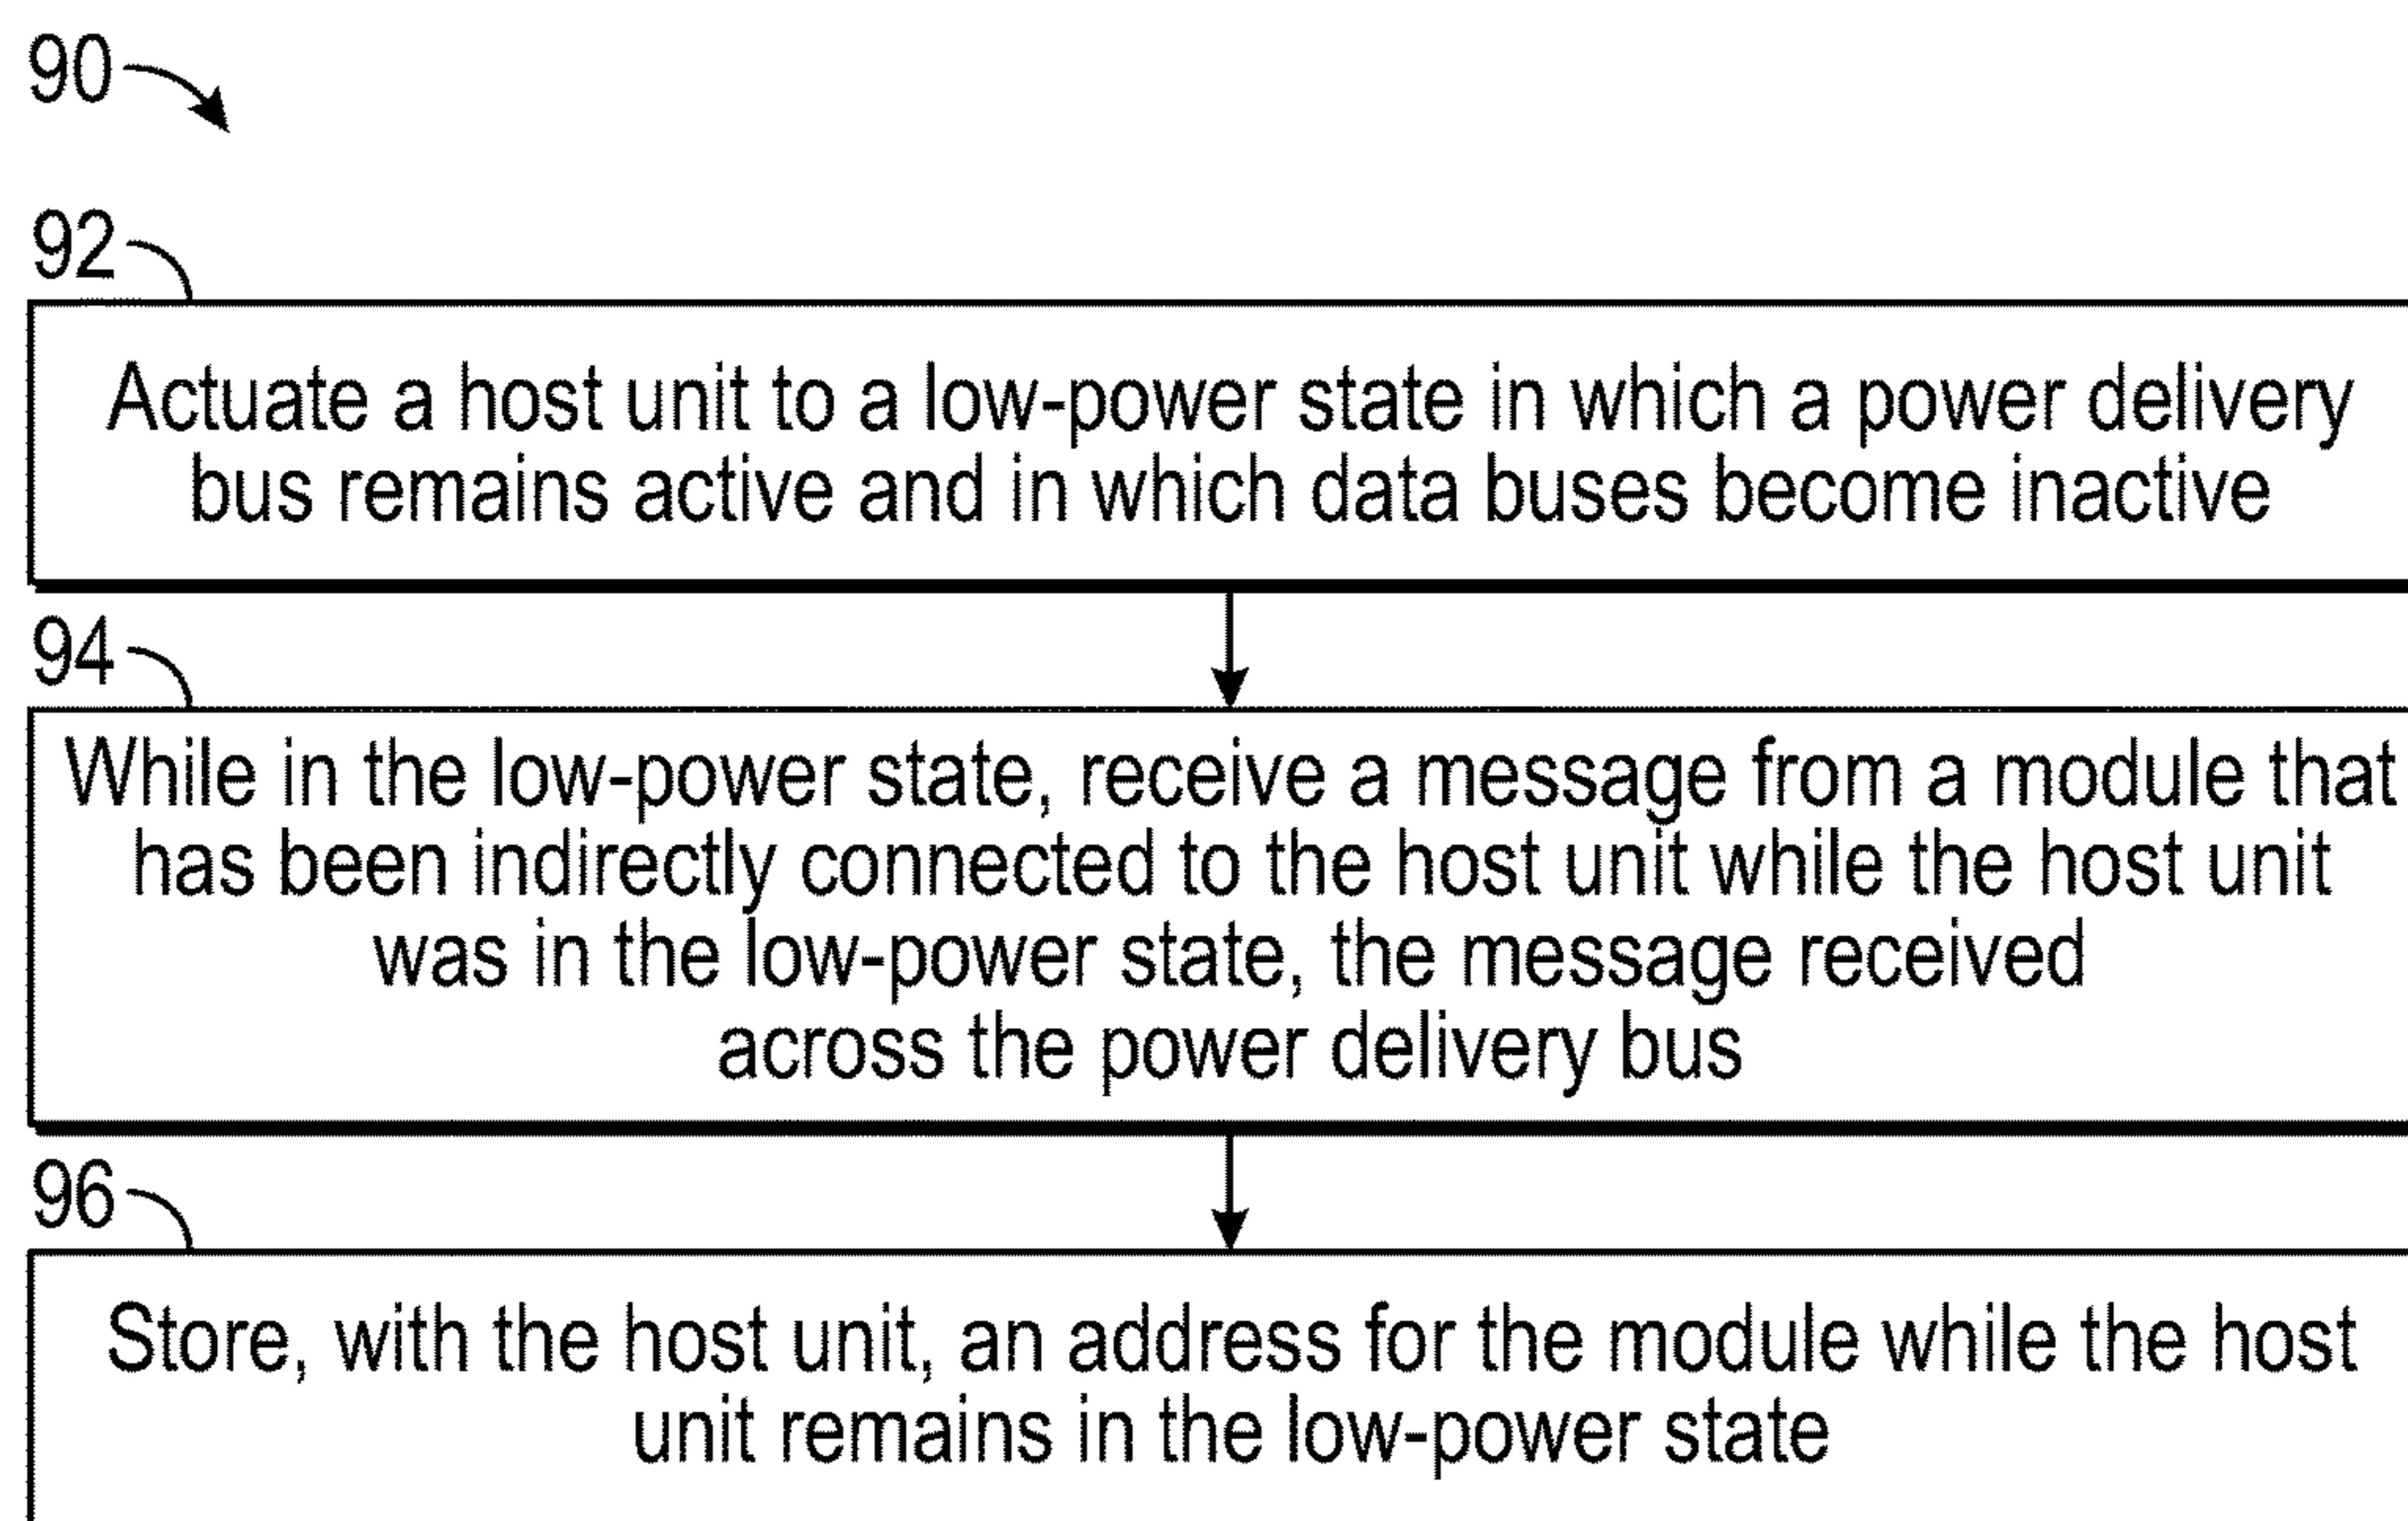 90
92
Actuate a host unit to a low-power state in which a power delivery
bus remains active and in which data buses become inactive
94
While in the low-power state, receive a message from a module that
has been indirectly connected to the host unit while the host unit
was in the low-power state, the message received
across the power delivery bus
96
Store, with the host unit, an address for the module while the host
unit remains in the low-power state